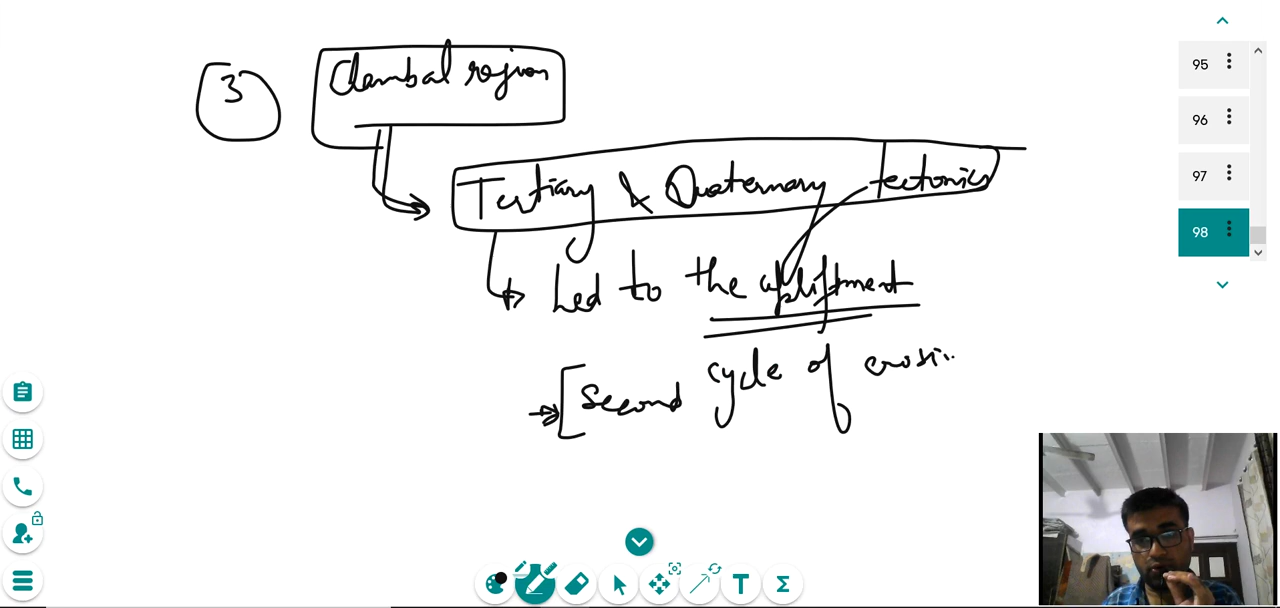 3 Chambal region
Tertiary & Quaternary tectonics
Led to the upliftment
Second cycle of erosi
95
96
97
98
T
Σ